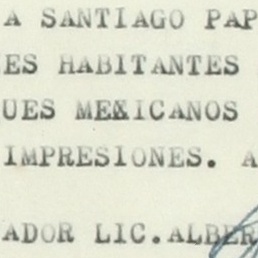 A SANTIAGO PAP
ES HABITANTES
UES MEXICANOS
IMPRESIONES. A
ADOR LIC. ALBER